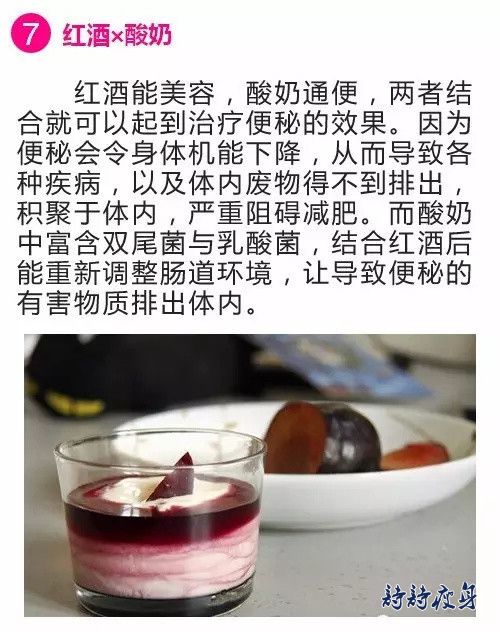 7 红酒×酸奶
红酒能美容，酸奶通便，两者结
合就可以起到治疗便秘的效果。因为
便秘会令身体机能下降，从而导致各
种疾病，以及体内废物得不到排出，
积聚于体内，严重阻碍减肥。而酸奶
中富含双尾菌与乳酸菌，结合红酒后
能重新调整肠道环境，让导致便秘的
有害物质排出体内。
诗诗瘦身